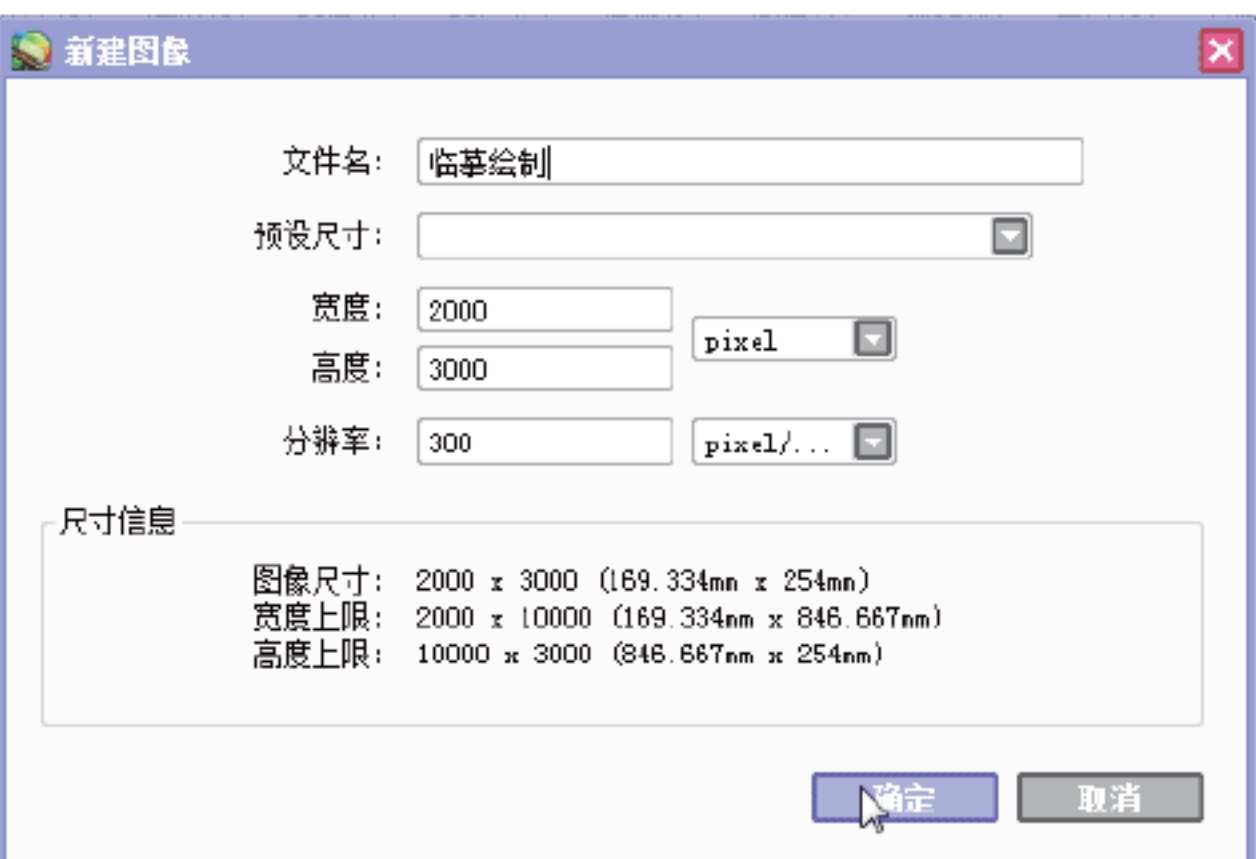 新建图像
文件名: 临摹绘制
预设尺寸:
宽度: 2000
pixel
高度: 3000
分辨率: 300 pixel/...
尺寸信息
图像尺寸: 2000 x 3000 (169.334mm x 254mm)
宽度上限: 2000 x 10000 (169.334mm x 846.667mm)
高度上限: 10000 x 3000 (846.667mm x 254mm)
确定 取消